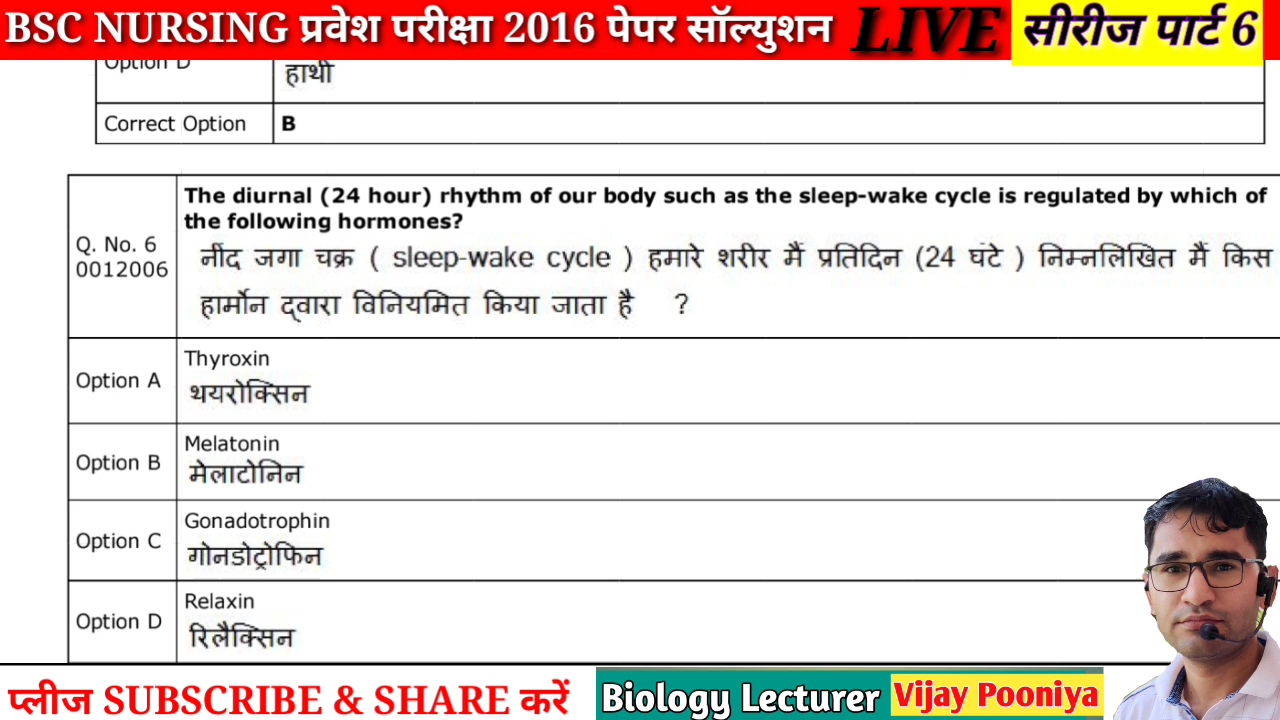 BSC NURSING प्रवेश परीक्षा 2016 पेपर सॉल्युशन LIVE सीरीज पार्ट 6
Option D
हाथी
Correct Option B
Q. No. 6
0012006
The diurnal (24 hour) rhythm of our body such as the sleep-wake cycle is regulated by which of
the following hormones?
नींद जगा चक्र ( sleep-wake cycle ) हमारे शरीर मैं प्रतिदिन (24 घंटे ) निम्नलिखित मैं किस
हार्मोन द्वारा विनियमित किया जाता है ?
Option A
Thyroxin
थयरोक्सिन
Option B
Melatonin
मेलाटोनिन
Option C
Gonadotrophin
गोनडोट्रोफिन
Option D
Relaxin
रिलैक्सिन
प्लीज SUBSCRIBE & SHARE करें Biology Lecturer Vijay Pooniya